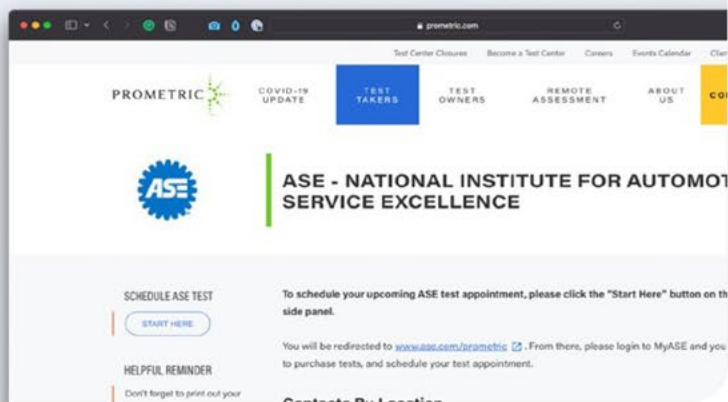 prometric.com
Test Center Closures Become a Test Center Careers Events Calendar
PROMETRIC
COVID-19
UPDATE
TEST
TAKERS
TEST
OWNERS
REMOTE
ASSESSMENT
ABOUT
US
ASE
ASE - NATIONAL INSTITUTE FOR AUTOMOT
SERVICE EXCELLENCE
SCHEDULE ASE TEST
START HERE
HELPFUL REMINDER
Don't forget to print out your
To schedule your upcoming ASE test appointment, please click the "Start Here" button on th
side panel.
You will be redirected to www.ase.com/prometric . From there, please login to MyASE and you
to purchase tests, and schedule your test appointment.
Contacts By Location